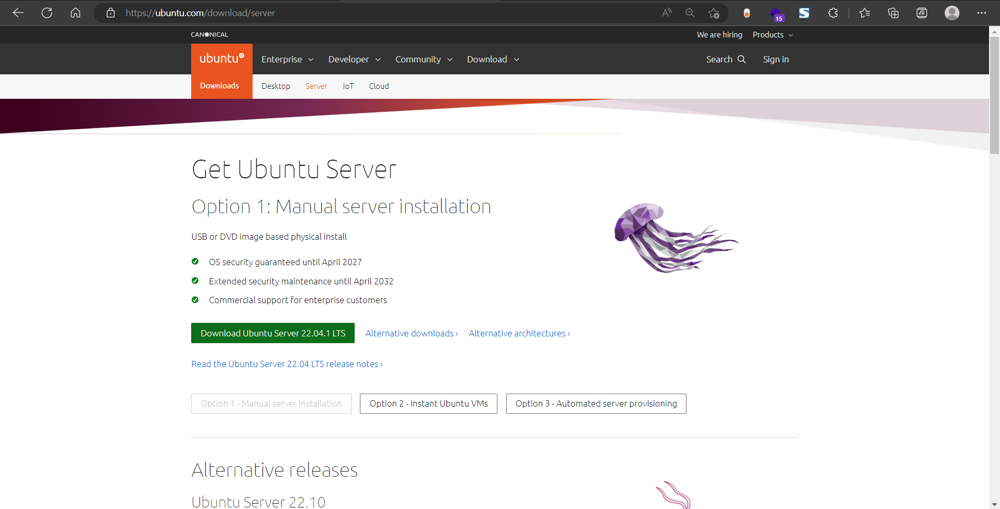 https://ubuntu.com/download/server
15
CANONICAL
We are hiring Products
ubuntu Enterprise Developer Community Download Search Sign in
Downloads Desktop Server IoT Cloud
Get Ubuntu Server
Option 1: Manual server installation
USB or DVD image based physical install
OS security guaranteed until April 2027
Extended security maintenance until April 2032
Commercial support for enterprise customers
Download Ubuntu Server 22.04.1 LTS Alternative downloads › Alternative architectures ›
Read the Ubuntu Server 22.04 LTS release notes ›
Option 1 - Manual server installation Option 2 - Instant Ubuntu VMs Option 3 - Automated server provisioning
Alternative releases
Ubuntu Server 22.10